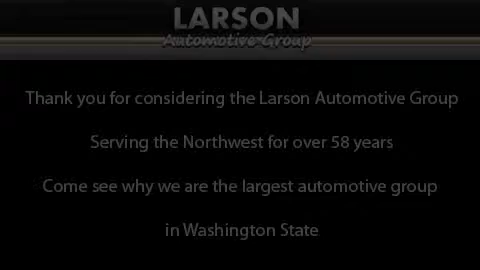 LARSON
Automotive Group
Thank you for considering the Larson Automotive Group
Serving the Northwest for over 58 years
Come see why we are the largest automotive group
in Washington State